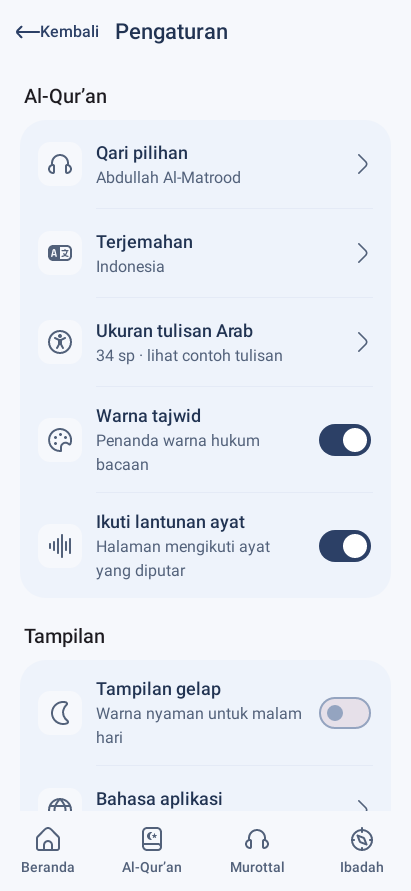 Kembali
Pengaturan
Al-Qur’an
Qari pilihan
Abdullah Al-Matrood
Terjemahan
Indonesia
Ukuran tulisan Arab
34 sp · lihat contoh tulisan
Warna tajwid
Penanda warna hukum
bacaan
Ikuti lantunan ayat
Halaman mengikuti ayat
yang diputar
Tampilan
Tampilan gelap
Warna nyaman untuk malam
hari
Bahasa aplikasi
Beranda
Al-Qur’an
Murottal
Ibadah